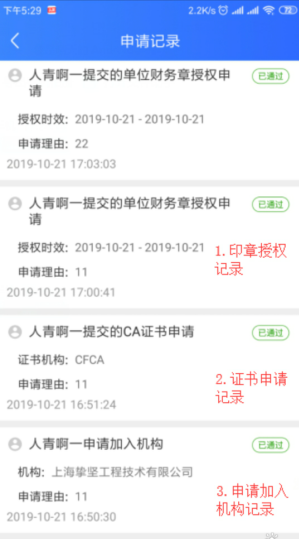 下午5:29
2.2K/s
72
申请记录
人青啊一提交的单位财务章授权申
请
已通过
授权时效：2019-10-21 - 2019-10-21
申请理由：22
2019-10-21 17:03:03
人青啊一提交的单位财务章授权申
请
已通过
授权时效：2019-10-21 - 2019-10-21
申请理由：11
2019-10-21 17:00:41
1.印章授权
记录
人青啊一提交的CA证书申请
已通过
证书机构：CFCA
申请理由：11
2019-10-21 16:51:24
2.证书申请
记录
人青啊一申请加入机构
已通过
机构：上海挚坚工程技术有限公司
申请理由：11
2019-10-21 16:50:30
3.申请加入
机构记录